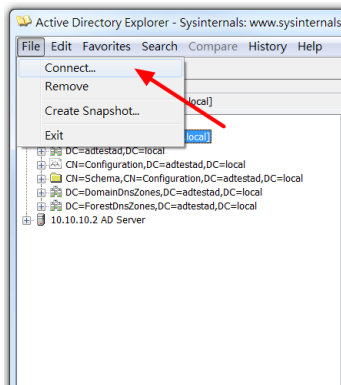 Active Directory Explorer - Sysinternals: www.sysinternals
File Edit Favorites Search Compare History Help
Connect...
Remove
Create Snapshot...
Exit
local]
local]
DC=adtestad,DC=local
CN=Configuration,DC=adtestad,DC=local
CN=Schema,CN=Configuration,DC=adtestad,DC=local
DC=DomainDnsZones,DC=adtestad,DC=local
DC=ForestDnsZones,DC=adtestad,DC=local
10.10.10.2 AD Server